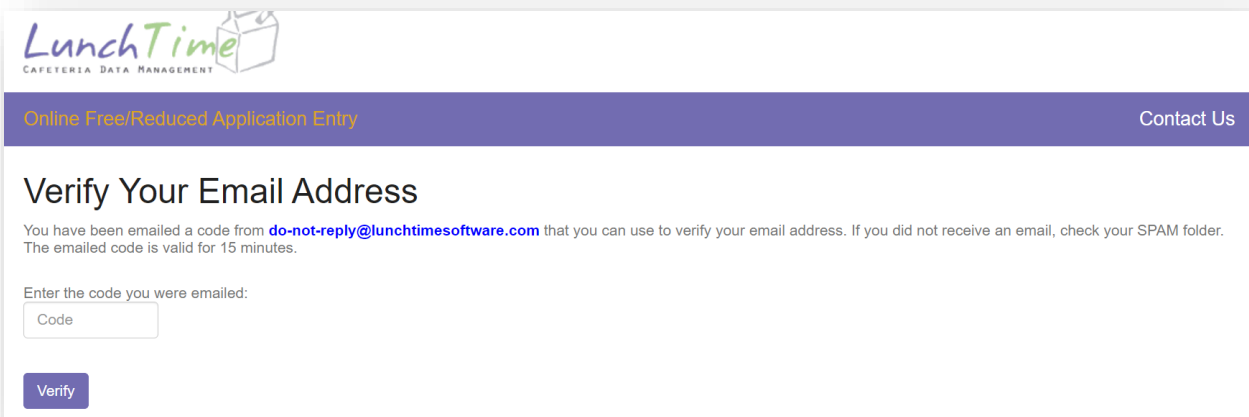 LunchTime
CAFETERIA DATA MANAGEMENT
Online Free/Reduced Application Entry
Contact Us
Verify Your Email Address
You have been emailed a code from do-not-reply@lunchtimesoftware.com that you can use to verify your email address. If you did not receive an email, check your SPAM folder.
The emailed code is valid for 15 minutes.
Enter the code you were emailed:
Code
Verify